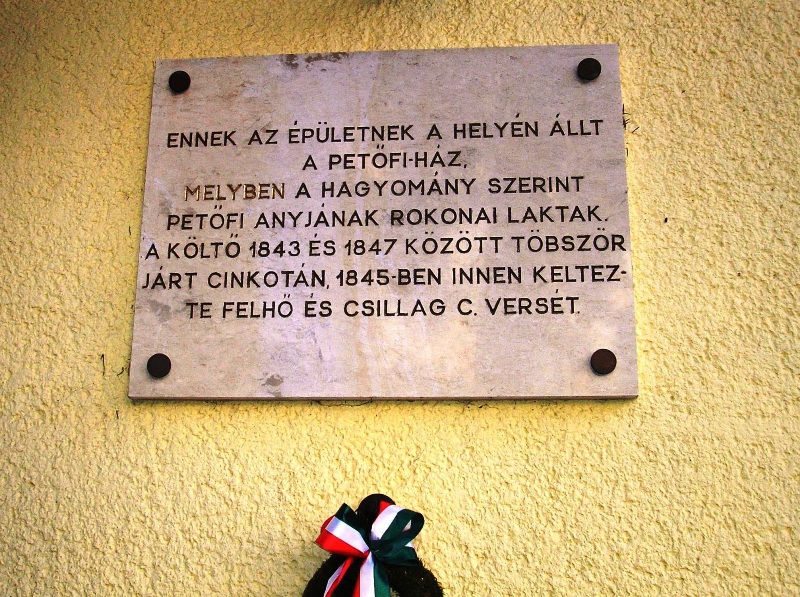 ENNEK AZ ÉPÜLETNEK A HELYÉN ÁLLT
A PETŐFI-HÁZ,
MELYBEN A HAGYOMÁNY SZERINT
PETŐFI ANYJÁNAK ROKONAI LAKTAK.
A KÖLTŐ 1843 ÉS 1847 KÖZÖTT TÖBSZÖR
JÁRT CINKOTÁN, 1845-BEN INNEN KELTEZ-
TE FELHŐ ÉS CSILLAG C. VERSÉT.